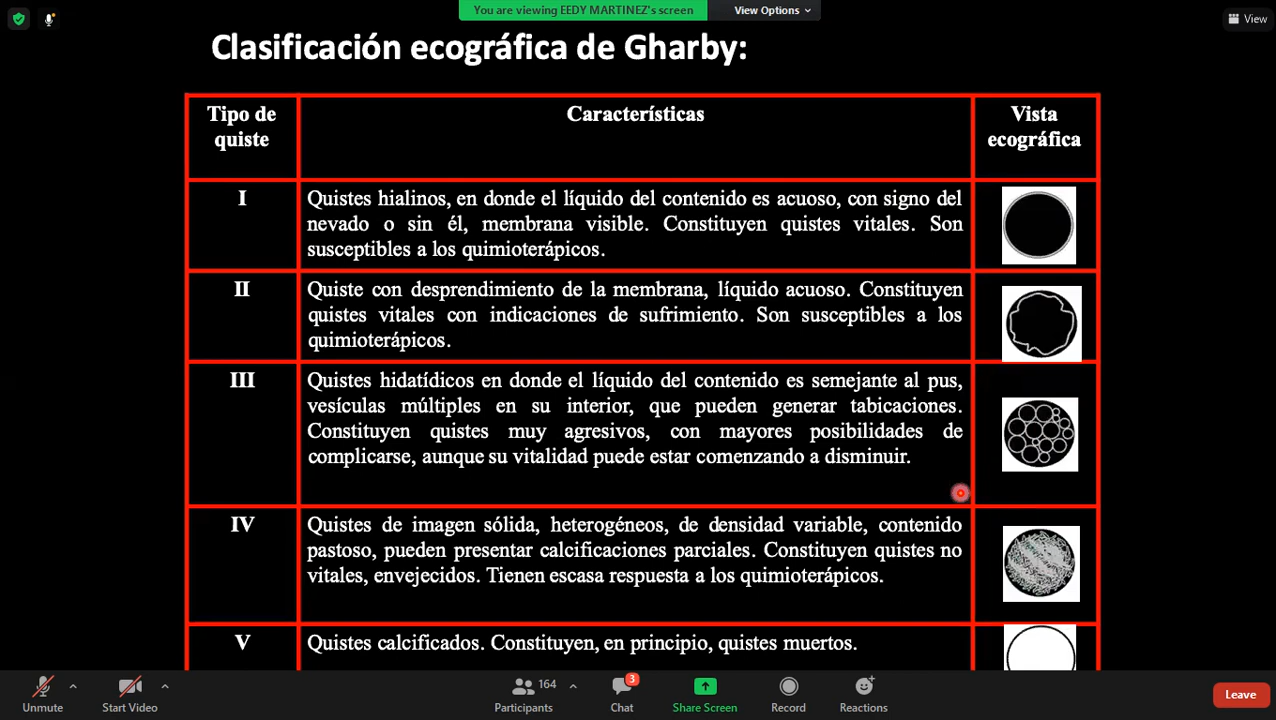 You are viewing EEDY MARTINEZ's screen
View Options
View
Clasificación ecográfica de Gharby:
Tipo de quiste
Características
Vista ecográfica
I
Quistes hialinos, en donde el líquido del contenido es acuoso, con signo del
nevado o sin él, membrana visible. Constituyen quistes vitales. Son
susceptibles a los quimioterápicos.
II
Quiste con desprendimiento de la membrana, líquido acuoso. Constituyen
quistes vitales con indicaciones de sufrimiento. Son susceptibles a los
quimioterápicos.
III
Quistes hidatídicos en donde el líquido del contenido es semejante al pus,
vesículas múltiples en su interior, que pueden generar tabicaciones.
Constituyen quistes muy agresivos, con mayores posibilidades de
complicarse, aunque su vitalidad puede estar comenzando a disminuir.
IV
Quistes de imagen sólida, heterogéneos, de densidad variable, contenido
pastoso, pueden presentar calcificaciones parciales. Constituyen quistes no
vitales, envejecidos. Tienen escasa respuesta a los quimioterápicos.
V
Quistes calcificados. Constituyen, en principio, quistes muertos.
Unmute
Start Video
164
Participants
3
Chat
Share Screen
Record
Reactions
Leave